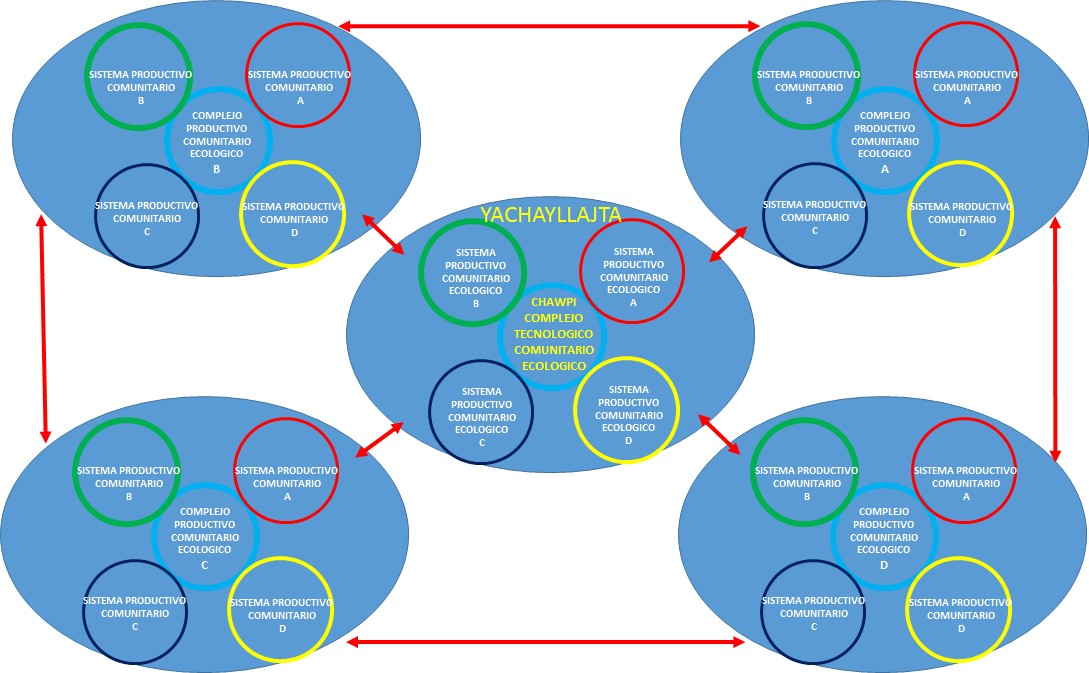 SISTEMA PRODUCTIVO
COMUNITARIO
B
SISTEMA PRODUCTIVO
COMUNITARIO
A
COMPLEJO
PRODUCTIVO
COMUNITARIO
ECOLOGICO
B
SISTEMA PRODUCTIVO
COMUNITARIO
C
SISTEMA PRODUCTIVO
COMUNITARIO
D
SISTEMA PRODUCTIVO
COMUNITARIO
B
SISTEMA PRODUCTIVO
COMUNITARIO
A
COMPLEJO
PRODUCTIVO
COMUNITARIO
ECOLOGICO
A
SISTEMA PRODUCTIVO
COMUNITARIO
C
SISTEMA PRODUCTIVO
COMUNITARIO
D
YACHAYLLAJTA
SISTEMA
PRODUCTIVO
COMUNITARIO
ECOLOGICO
B
SISTEMA
PRODUCTIVO
COMUNITARIO
ECOLOGICO
A
CHAWPI
COMPLEJO
TECNOLOGICO
COMUNITARIO
ECOLOGICO
SISTEMA
PRODUCTIVO
COMUNITARIO
ECOLOGICO
C
SISTEMA
PRODUCTIVO
COMUNITARIO
ECOLOGICO
D
SISTEMA PRODUCTIVO
COMUNITARIO
B
SISTEMA PRODUCTIVO
COMUNITARIO
A
COMPLEJO
PRODUCTIVO
COMUNITARIO
ECOLOGICO
C
SISTEMA PRODUCTIVO
COMUNITARIO
C
SISTEMA PRODUCTIVO
COMUNITARIO
D
SISTEMA PRODUCTIVO
COMUNITARIO
B
SISTEMA PRODUCTIVO
COMUNITARIO
A
COMPLEJO
PRODUCTIVO
COMUNITARIO
ECOLOGICO
D
SISTEMA PRODUCTIVO
COMUNITARIO
C
SISTEMA PRODUCTIVO
COMUNITARIO
D